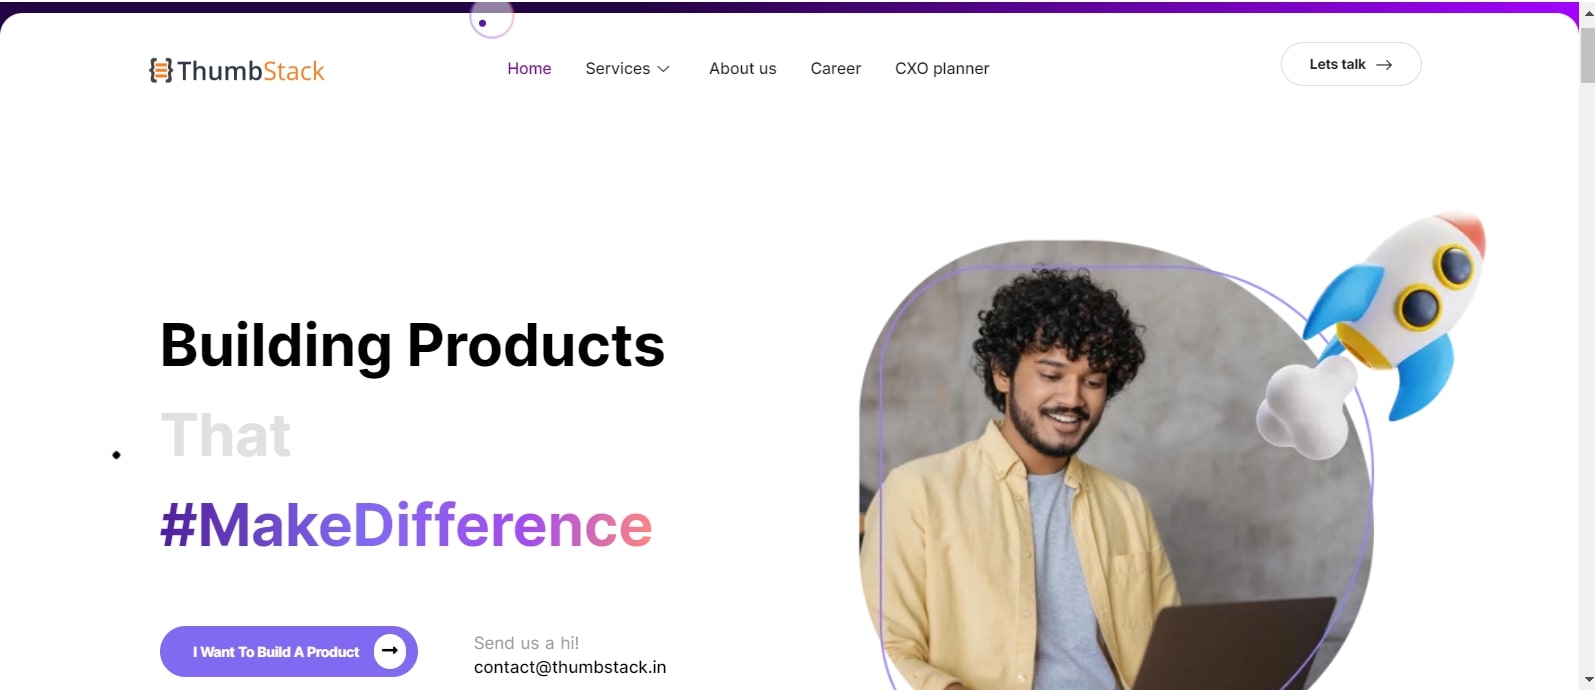 ThumbStack
Home Services About us Career CXO planner
Lets talk
Building Products
That
#MakeDifference
I Want To Build A Product
Send us a hi!
contact@thumbstack.in